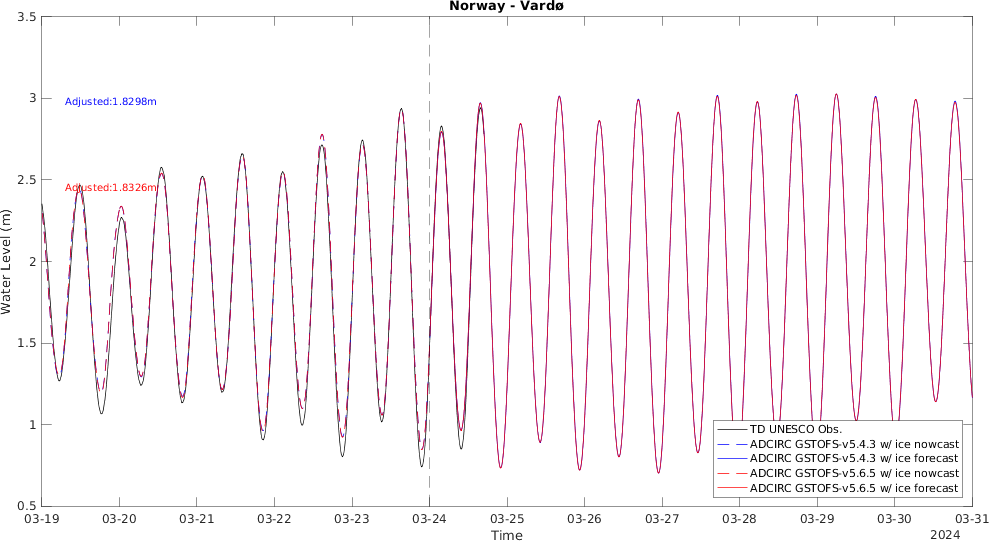 Norway - Vardø
3.5
3
2.5
2
1.5
1
0.5
Water Level (m)
Adjusted:1.8298m
Adjusted:1.8326m
TD UNESCO Obs.
ADCIRC GSTOFS-v5.4.3 w/ ice nowcast
ADCIRC GSTOFS-v5.4.3 w/ ice forecast
ADCIRC GSTOFS-v5.6.5 w/ ice nowcast
ADCIRC GSTOFS-v5.6.5 w/ ice forecast
03-19 03-20 03-21 03-22 03-23 03-24 03-25 03-26 03-27 03-28 03-29 03-30 03-31
Time
2024